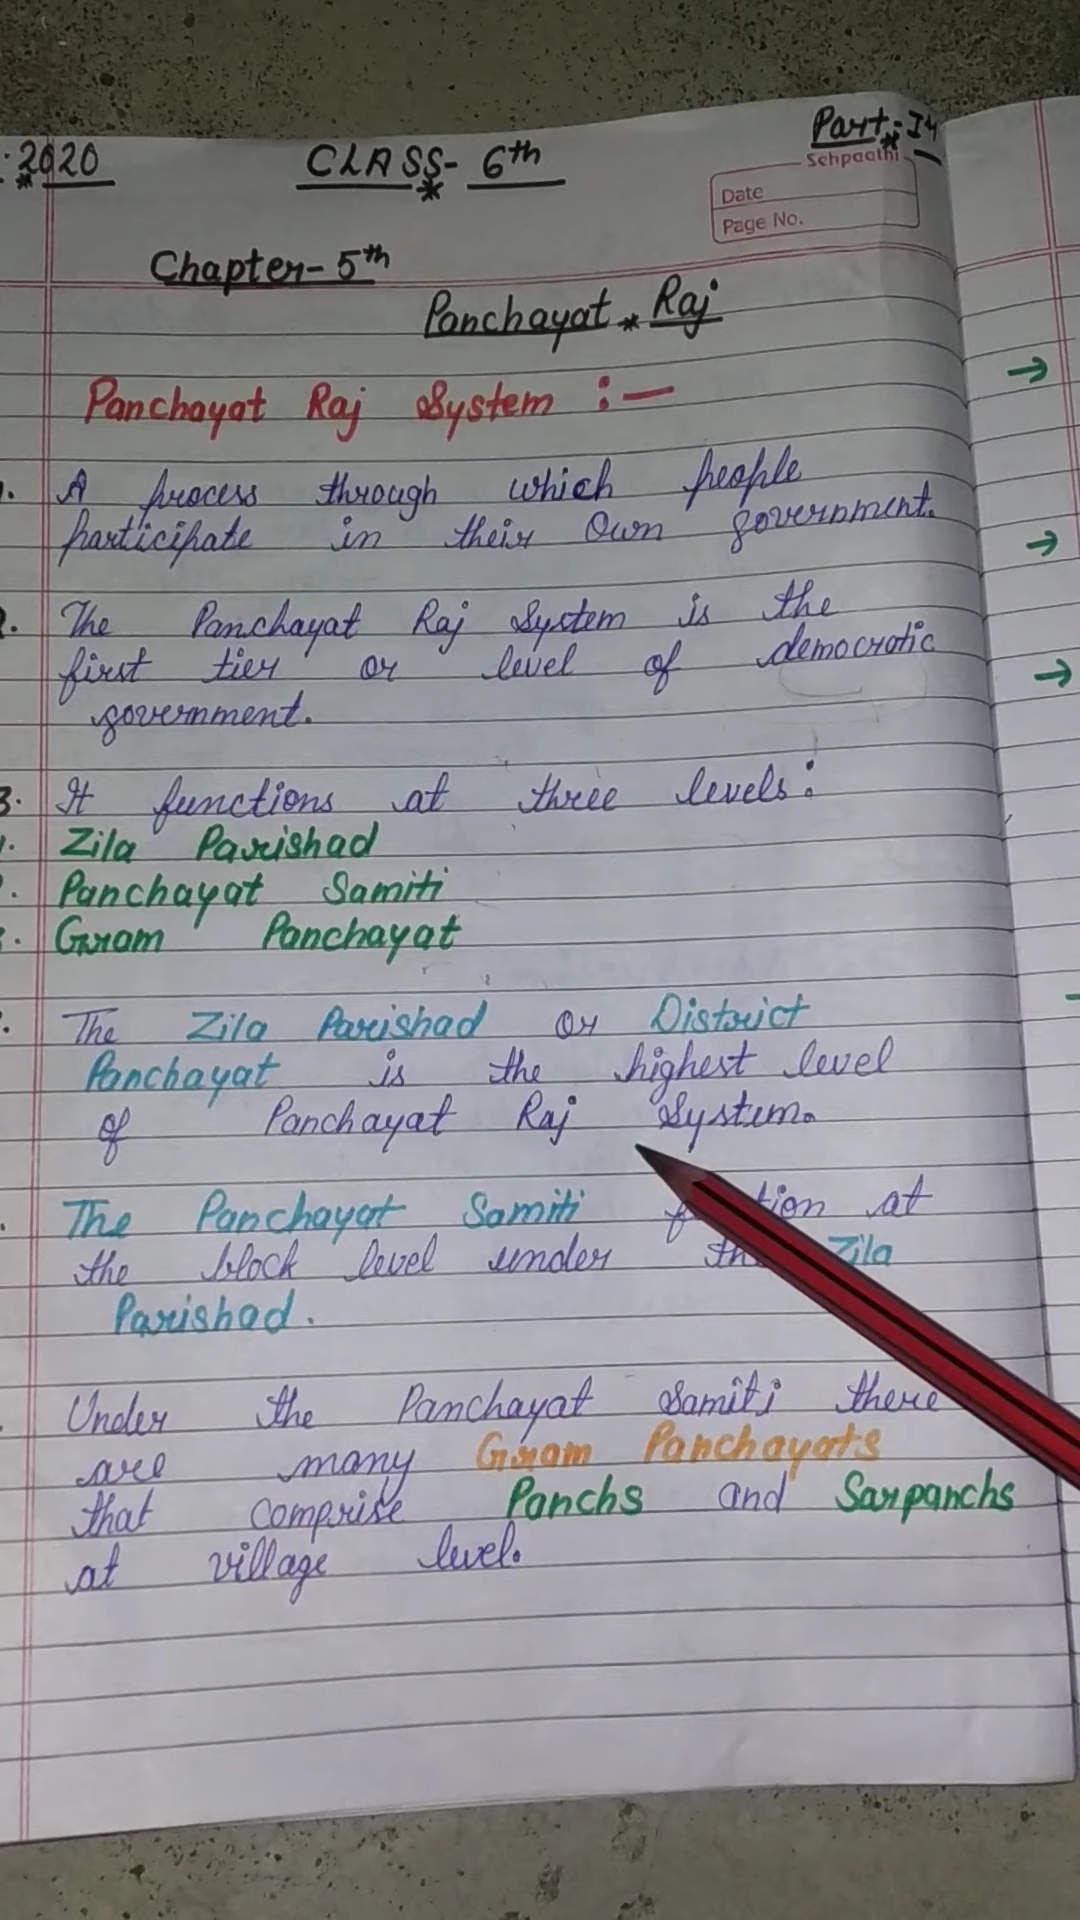 : 2020
CLASS- 6th
Part-
Sehpaathi
Date
Page No.
Chapter- 5th
Panchayat Raj
Panchayat Raj System :-
A process through which people
participate in their own government.
2. The Panchayat Raj System is the
first tier or level of democratic
government.
3. It functions at three levels:
Zila Parishad
Panchayat Samiti
Gram Panchayat
The Zila Parishad or District
Panchayat is the highest level
of Panchayat Raj System.
The Panchayat Samiti at
the block level under Zila
Parishad.
Under the Panchayat Samiti there
are many Gram Panchayats
that comprise Panchs and Sarpanchs
at village level.